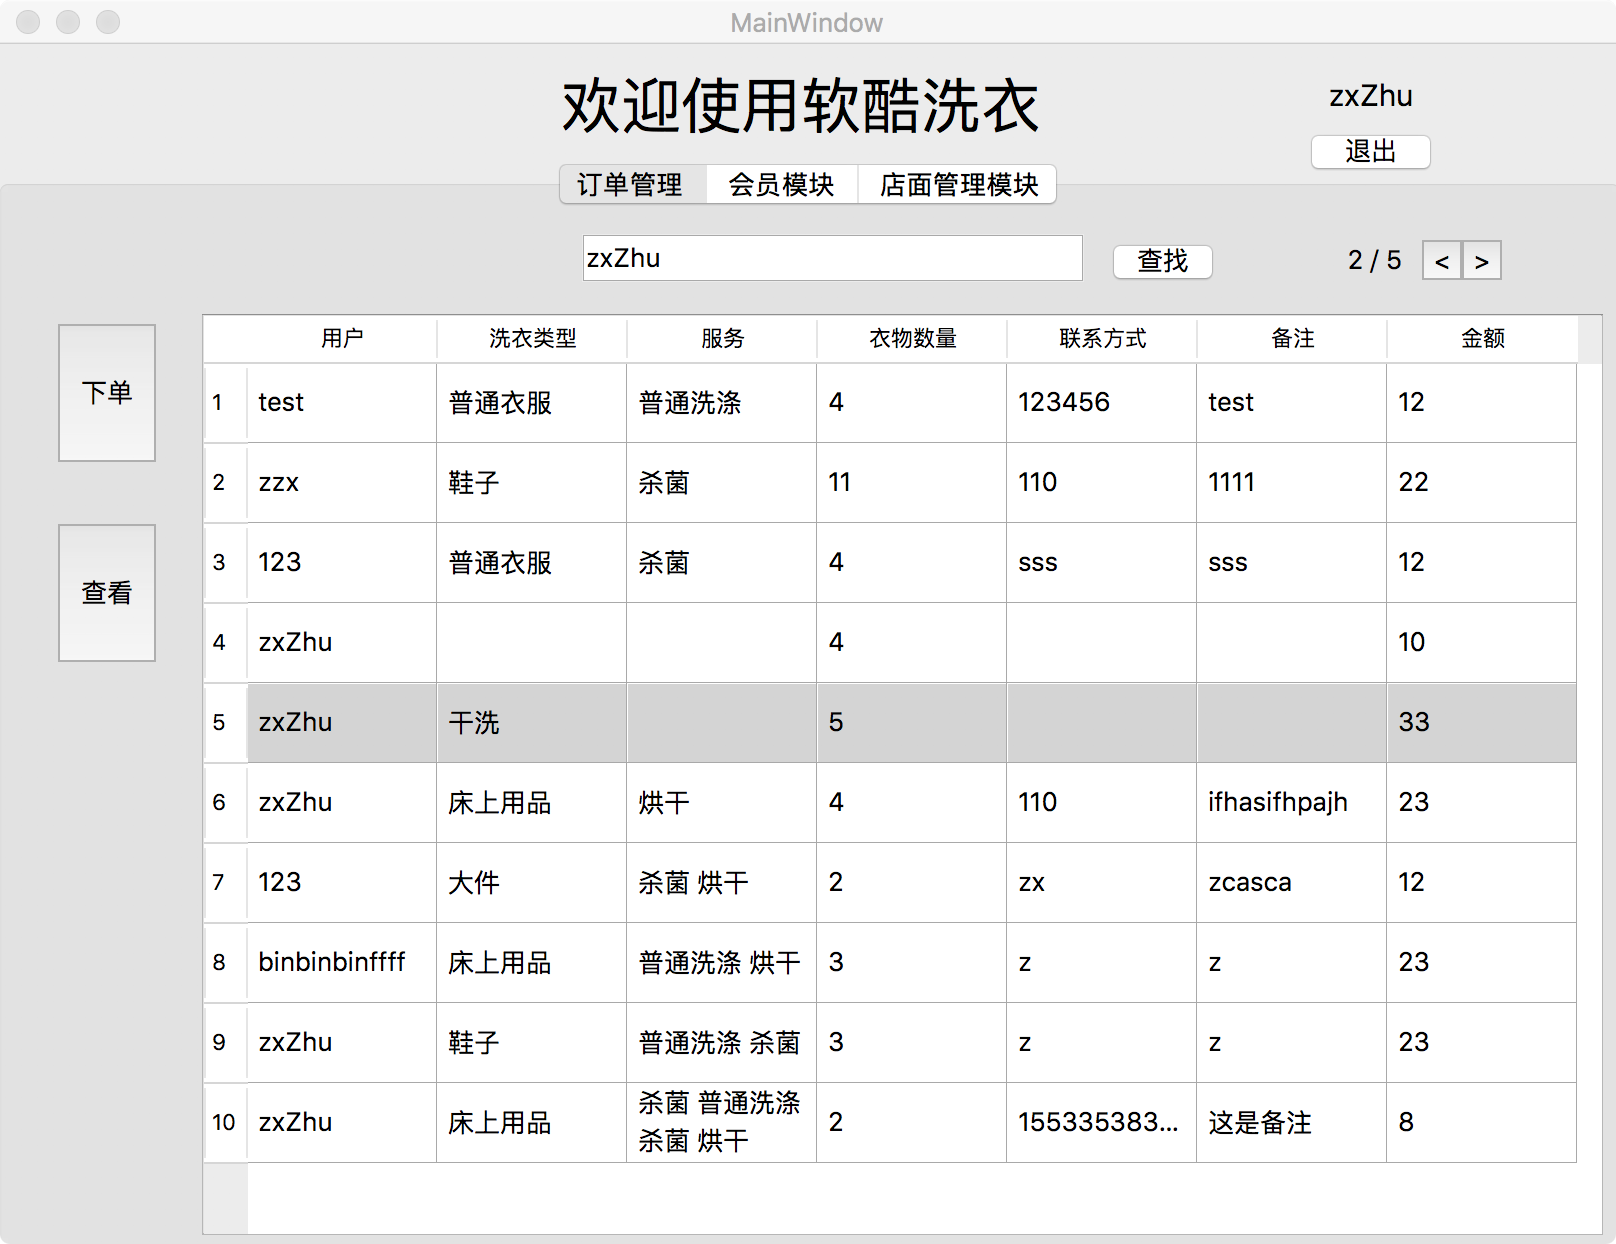 MainWindow
欢迎使用软酷洗衣
zxZhu
退出
订单管理 会员模块 店面管理模块
zxZhu 查找 2 / 5 < >
下单
查看
用户 洗衣类型 服务 衣物数量 联系方式 备注 金额
1 test 普通衣服 普通洗涤 4 123456 test 12
2 zzx 鞋子 杀菌 11 110 1111 22
3 123 普通衣服 杀菌 4 sss sss 12
4 zxZhu 4 10
5 zxZhu 干洗 5 33
6 zxZhu 床上用品 烘干 4 110 ifhasifhpajh 23
7 123 大件 杀菌 烘干 2 zx zcasca 12
8 binbinbinffff 床上用品 普通洗涤 烘干 3 z z 23
9 zxZhu 鞋子 普通洗涤 杀菌 3 z z 23
10 zxZhu 床上用品 杀菌 普通洗涤 2 155335383... 这是备注 8
杀菌 烘干